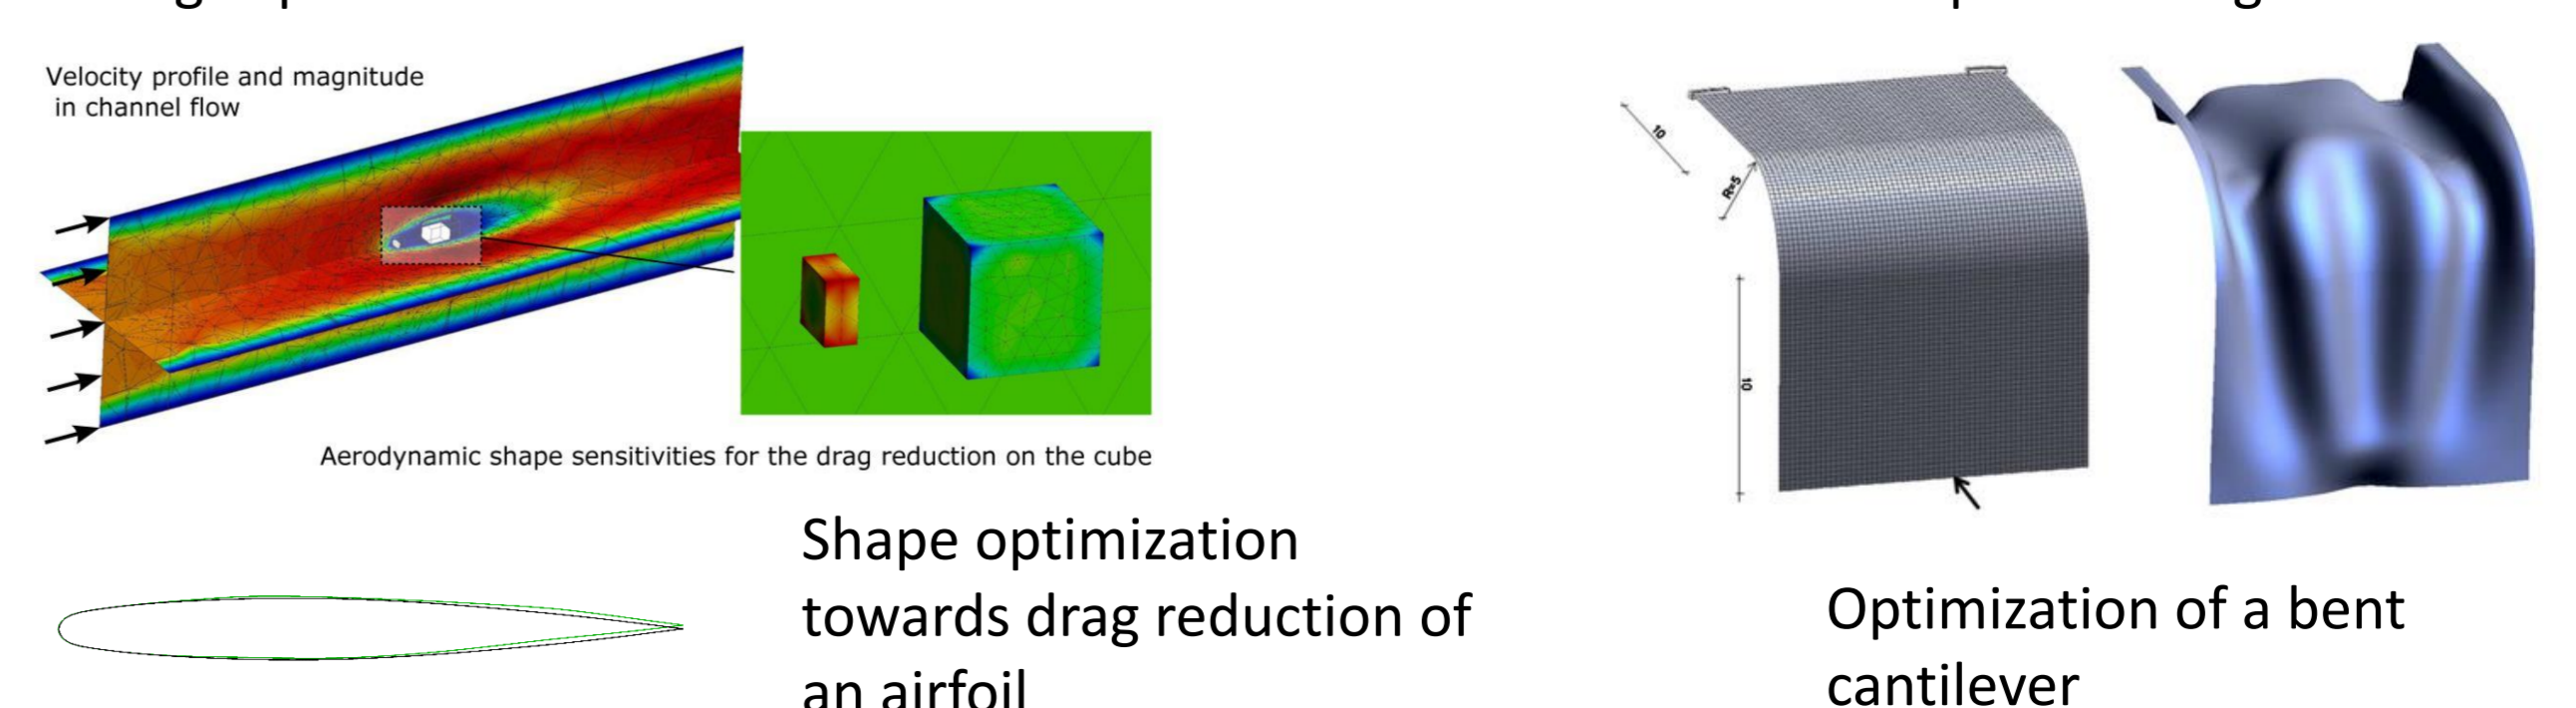 Velocity profile and magnitude
in channel flow
Aerodynamic shape sensitivities for the drag reduction on the cube
Shape optimization
towards drag reduction of
an airfoil
10
R=5
10
Optimization of a bent
cantilever